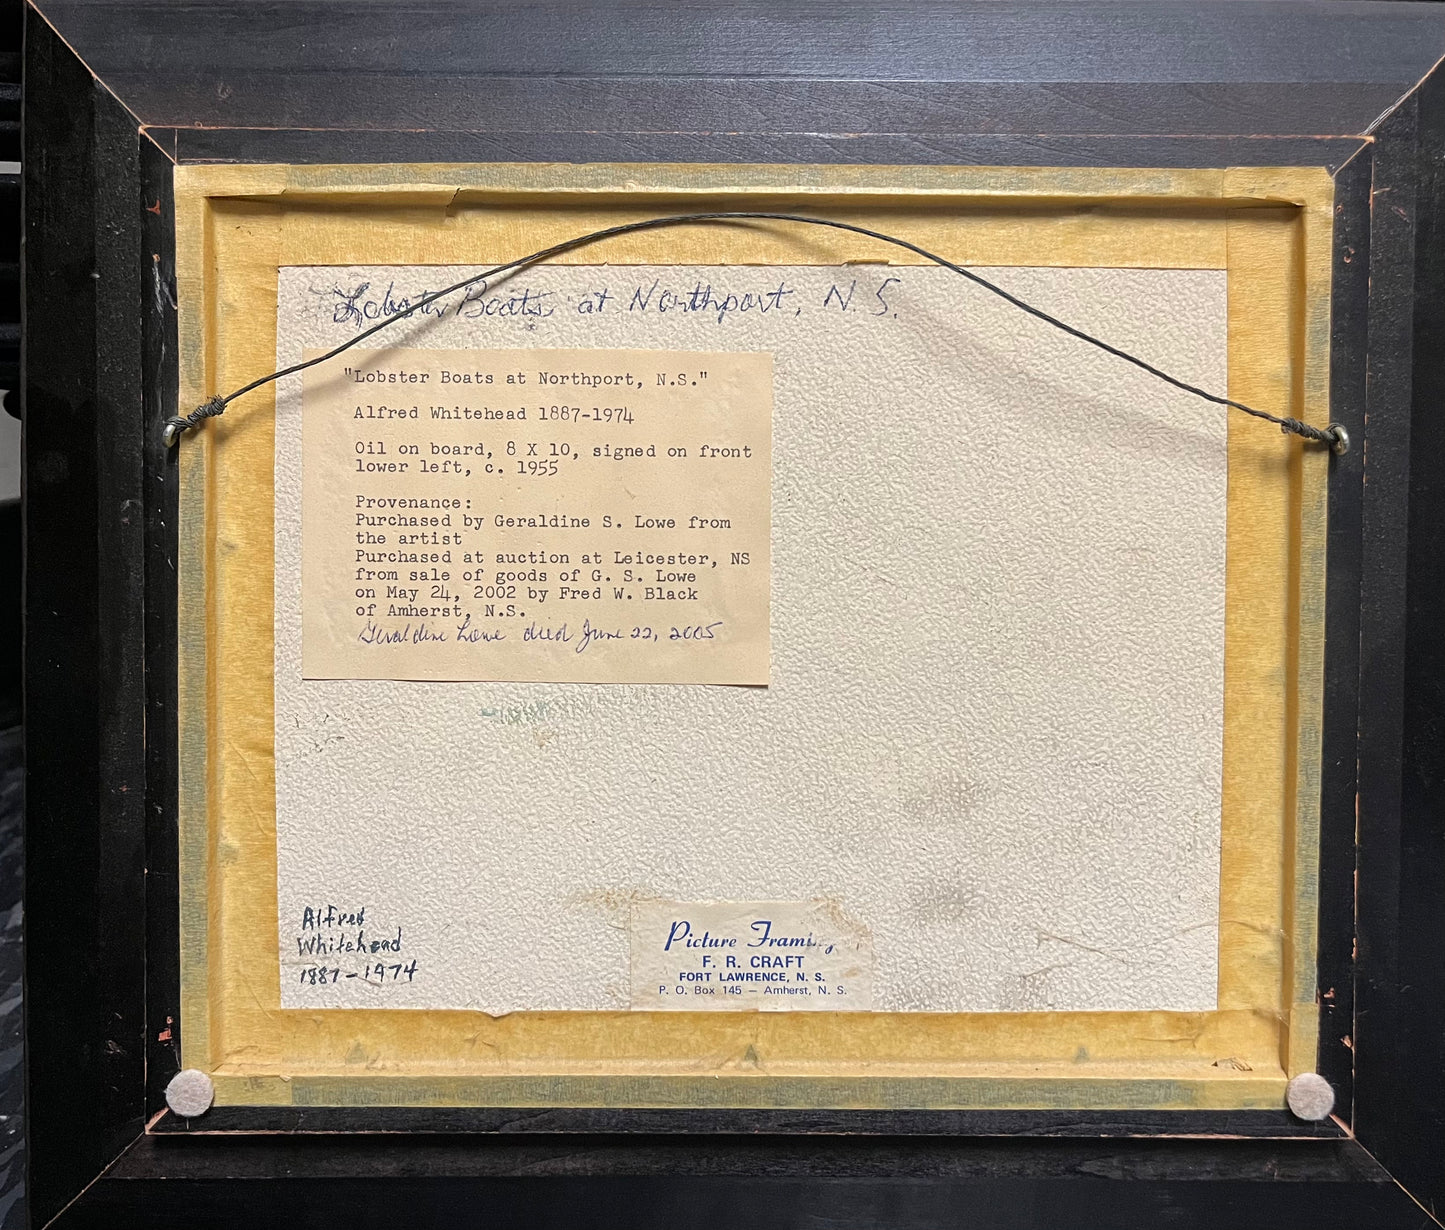 Lobster Boats at Northport, N.S.
"Lobster Boats at Northport, N.S."
Alfred Whitehead 1887-1974
Oil on board, 8 X 10, signed on front
lower left, c. 1955
Provenance:
Purchased by Geraldine S. Lowe from
the artist
Purchased at auction at Leicester, NS
from sale of goods of G. S. Lowe
on May 24, 2002 by Fred W. Black
of Amherst, N.S.
Geraldine Lowe died June 22, 2005
Alfred
Whitehead
1887-1974
Picture Framing
F. R. CRAFT
FORT LAWRENCE, N. S.
P. O. Box 145 — Amherst, N. S.